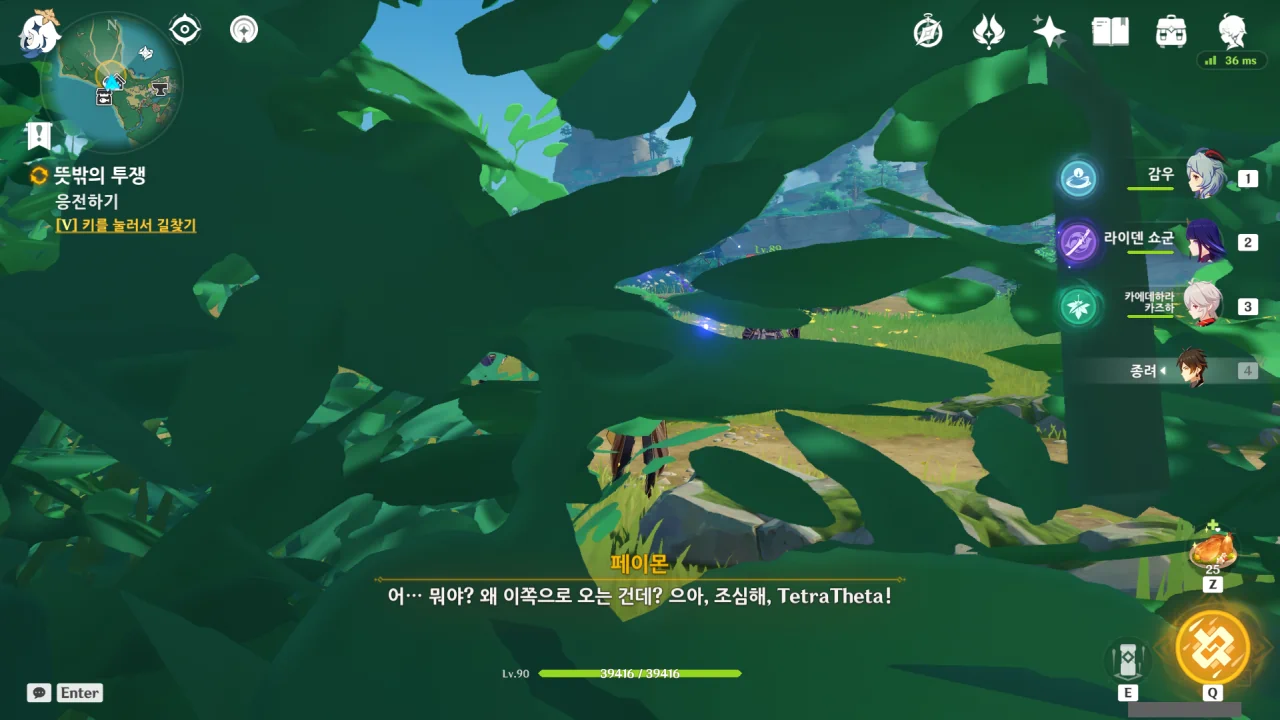 N
36 ms
뜻밖의 투쟁
응전하기
[V] 키를 눌러서 길찾기
감우
1
라이덴 쇼군
2
카에데하라
카즈하
3
종려
4
Lv.89
페이몬
어… 뭐야? 왜 이쪽으로 오는 건데? 으아, 조심해, TetraTheta!
25
Z
Lv.90
39416 / 39416
Enter
E
Q